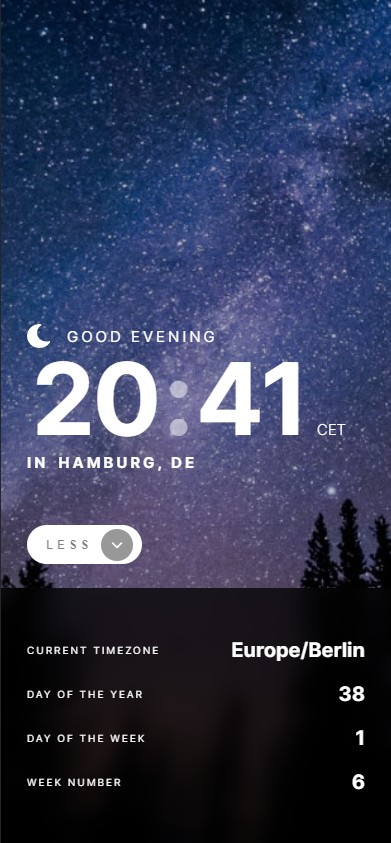 GOOD EVENING
20:41 CET
IN HAMBURG, DE
LESS
CURRENT TIMEZONE Europe/Berlin
DAY OF THE YEAR 38
DAY OF THE WEEK 1
WEEK NUMBER 6